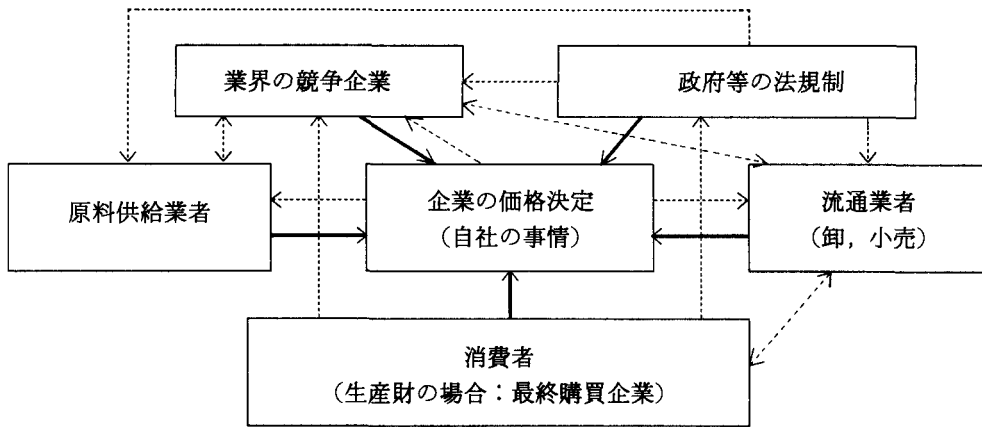 業界の競争企業
政府等の法規制
原料供給業者
企業の価格決定
（自社の事情）
流通業者
（卸，小売）
消費者
（生産財の場合：最終購買企業）